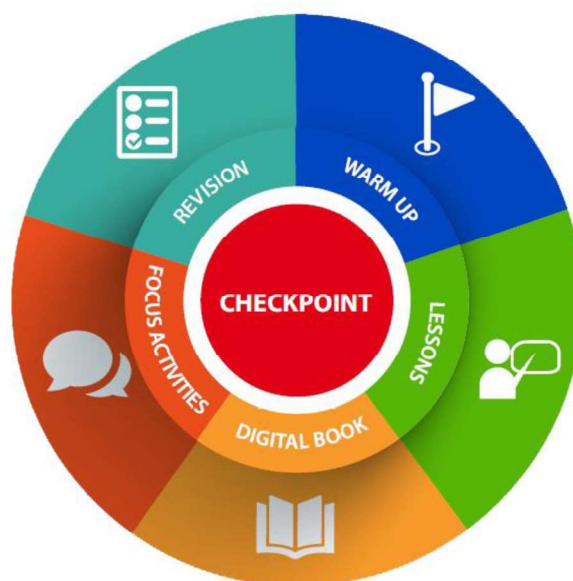 REVISION
WARM UP
CHECKPOINT
FOCUS ACTIVITIES
LESSONS
DIGITAL BOOK